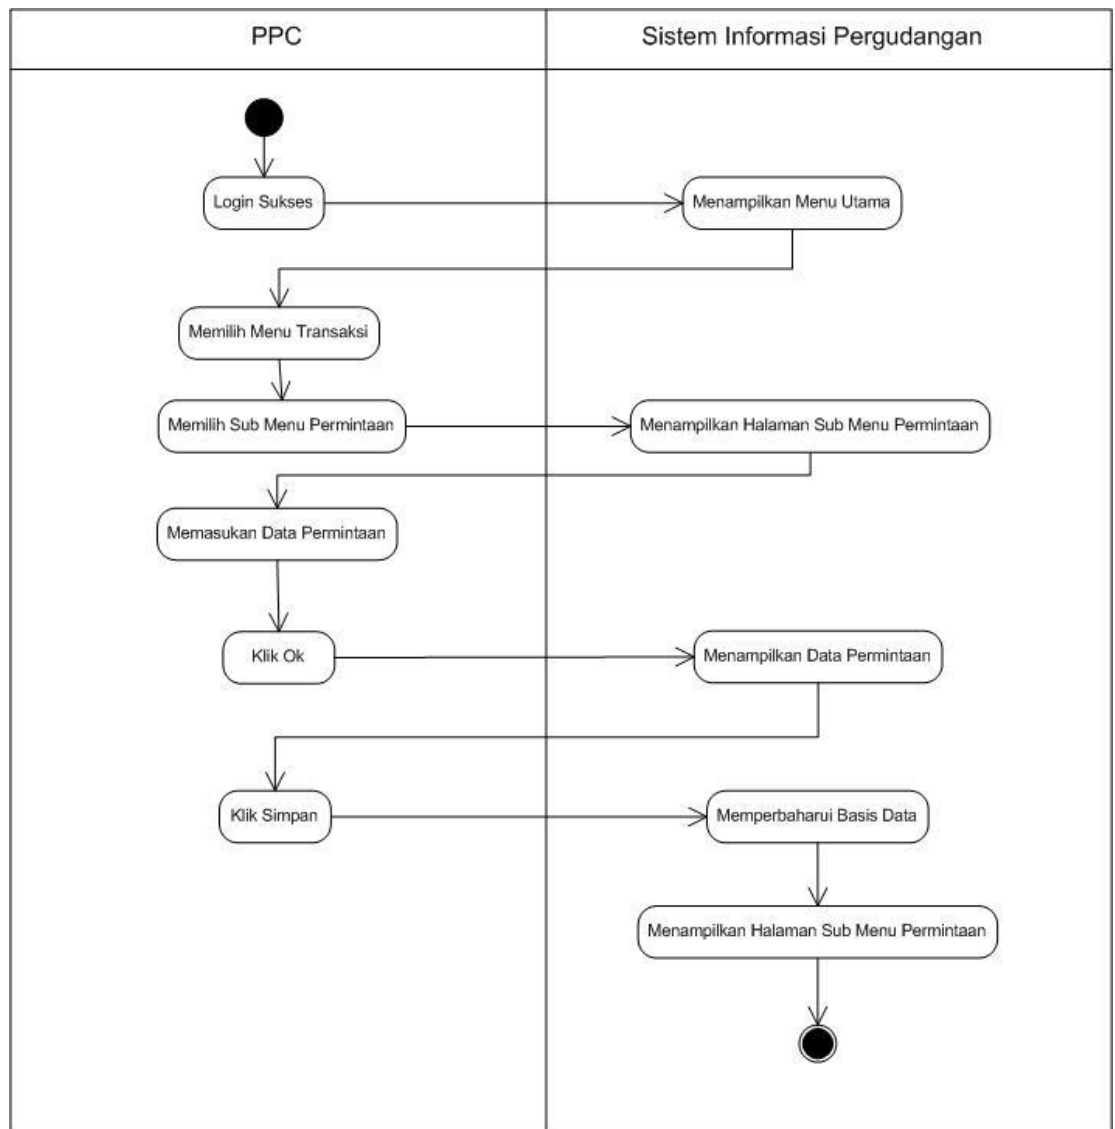 PPC
Sistem Informasi Pergudangan
Login Sukses
Menampilkan Menu Utama
Memilih Menu Transaksi
Memilih Sub Menu Permintaan
Menampilkan Halaman Sub Menu Permintaan
Memasukan Data Permintaan
Klik Ok
Menampilkan Data Permintaan
Klik Simpan
Memperbaharui Basis Data
Menampilkan Halaman Sub Menu Permintaan